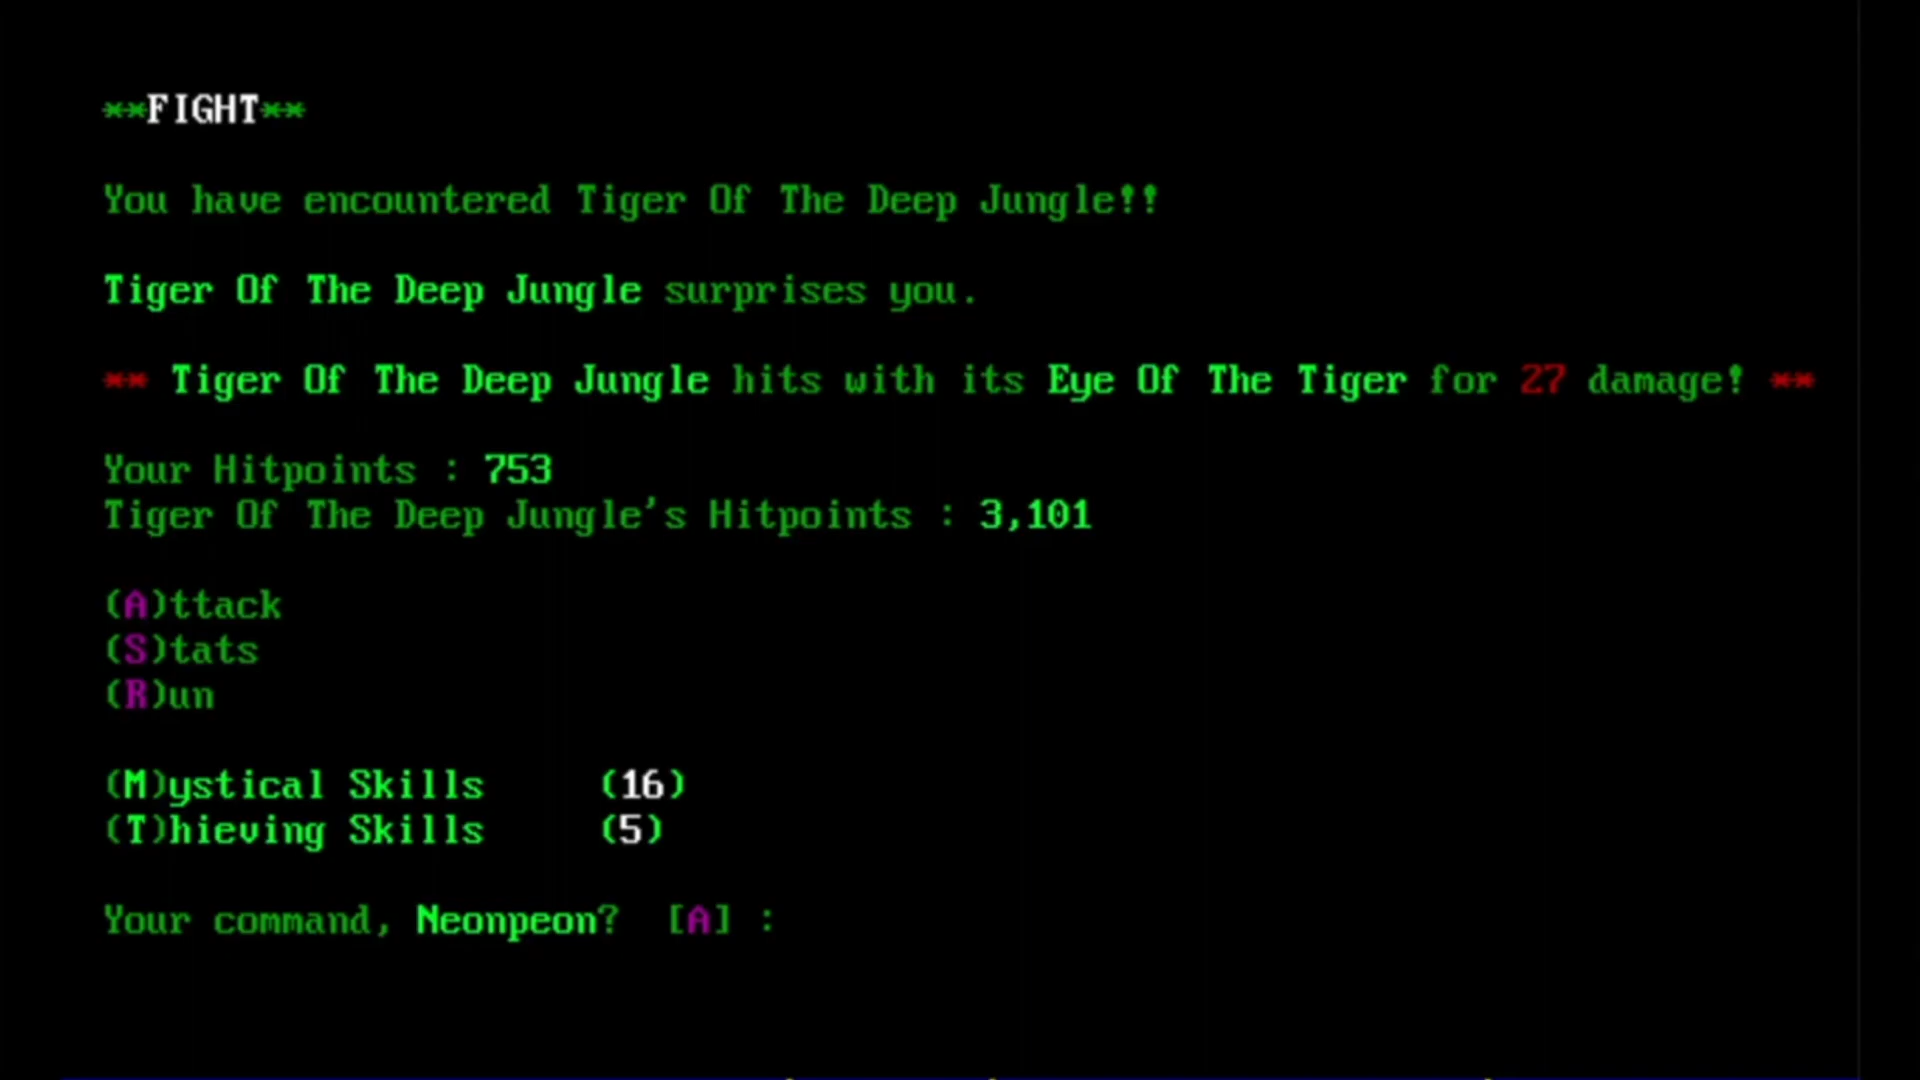 **FIGHT**
You have encountered Tiger Of The Deep Jungle!!
Tiger Of The Deep Jungle surprises you.
** Tiger Of The Deep Jungle hits with its Eye Of The Tiger for 27 damage! **
Your Hitpoints : 753
Tiger Of The Deep Jungle's Hitpoints : 3,101
(A)ttack
(S)tats
(R)un
(M)ystical Skills     (16)
(T)hieving Skills     (5)
Your command, Neonpeon?  [A] :